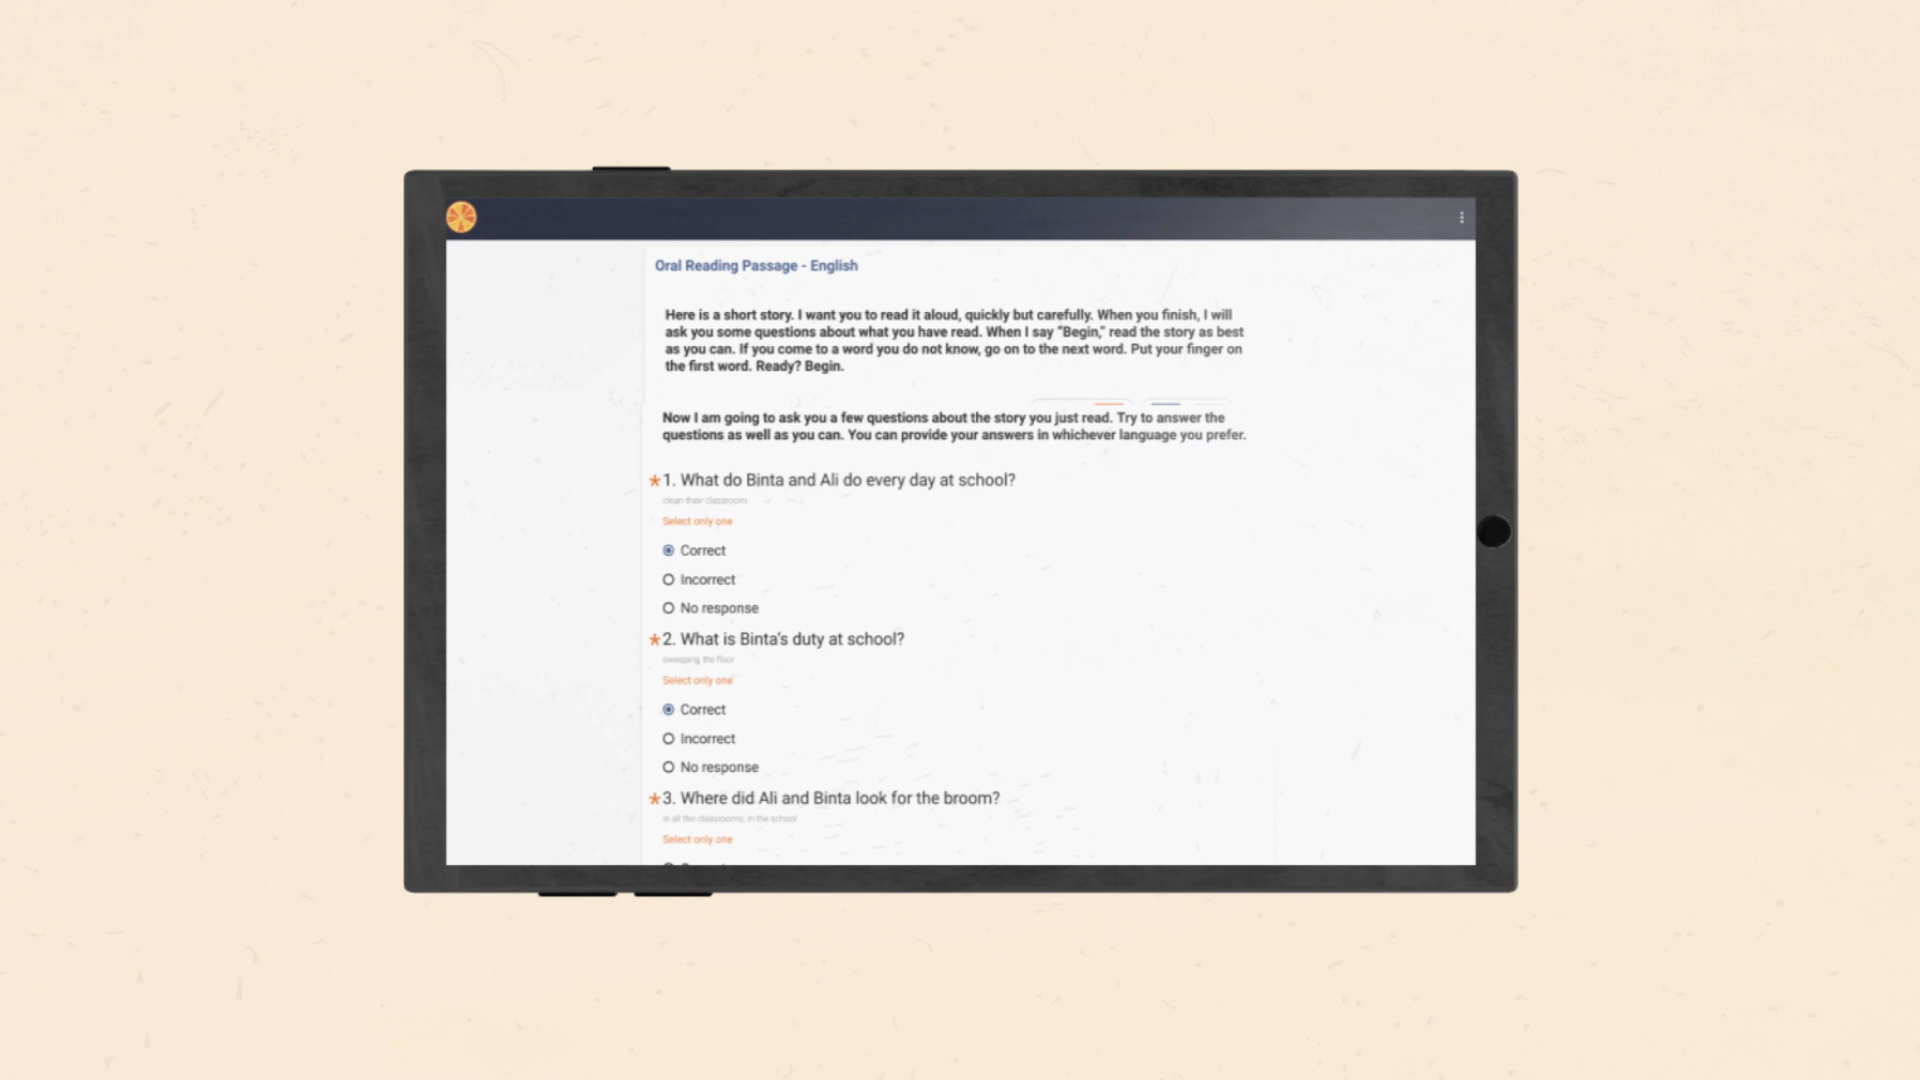 Oral Reading Passage - English
Here is a short story. I want you to read it aloud, quickly but carefully. When you finish, I will
ask you some questions about what you have read. When I say “Begin,” read the story as best
as you can. If you come to a word you do not know, go on to the next word. Put your finger on
the first word. Ready? Begin.
Now I am going to ask you a few questions about the story you just read. Try to answer the
questions as well as you can. You can provide your answers in whichever language you prefer.
*1. What do Binta and Ali do every day at school?
clean their classroom
Select only one
Correct
Incorrect
No response
*2. What is Binta’s duty at school?
sweeping the floor
Select only one
Correct
Incorrect
No response
*3. Where did Ali and Binta look for the broom?
in all the classrooms; in the school
Select only one